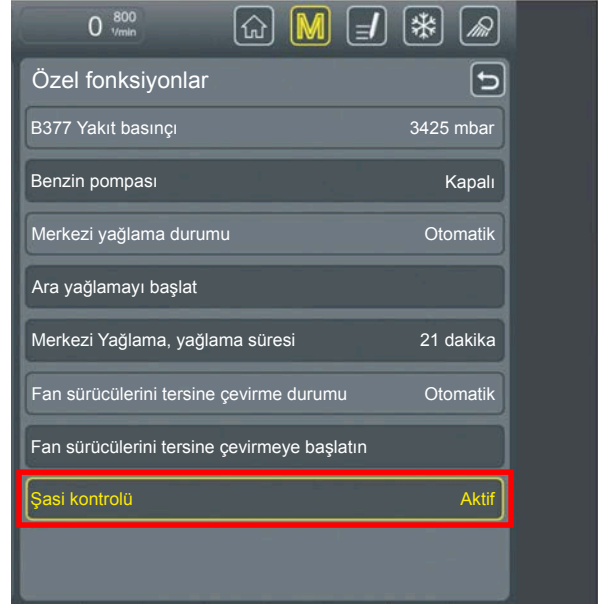 0 800
1/min
M
Özel fonksiyonlar
B377 Yakıt basınçı 3425 mbar
Benzin pompası Kapalı
Merkezi yağlama durumu Otomatik
Ara yağlamayı başlat
Merkezi Yağlama, yağlama süresi 21 dakika
Fan sürücülerini tersine çevirme durumu Otomatik
Fan sürücülerini tersine çevirmeye başlatın
Şasi kontrolü Aktif